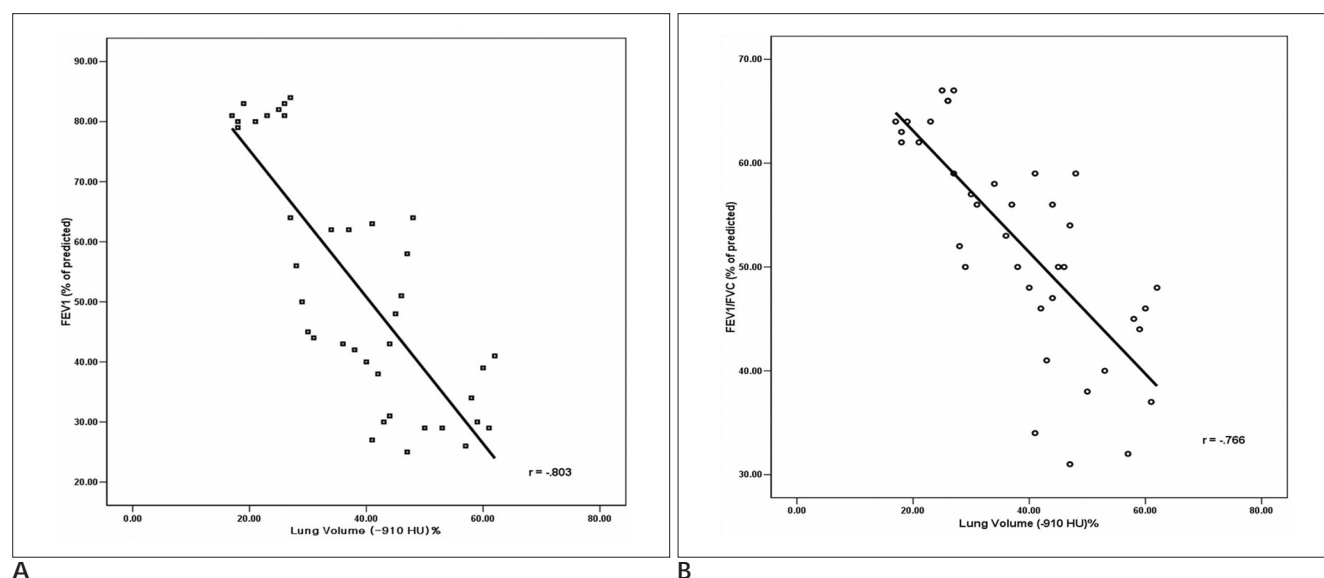 90.00
80.00
70.00
60.00
50.00
40.00
30.00
20.00
FEV1 (% of predicted)
r = -.803
0.00 20.00 40.00 60.00 80.00
Lung Volume (-910 HU)%
A
70.00
60.00
50.00
40.00
30.00
FEV1/FVC (% of predicted)
r = -.766
0.00 20.00 40.00 60.00 80.00
Lung Volume (-910 HU)%
B